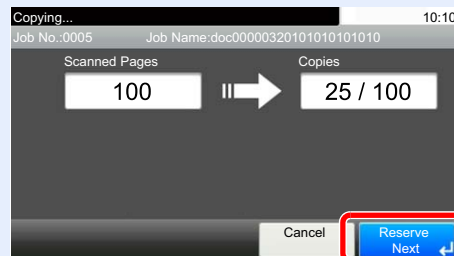 Copying... 10:10
Job No.:0005 Job Name:doc00000320101010101010
Scanned Pages Copies
100 25 / 100
Cancel Reserve
Next